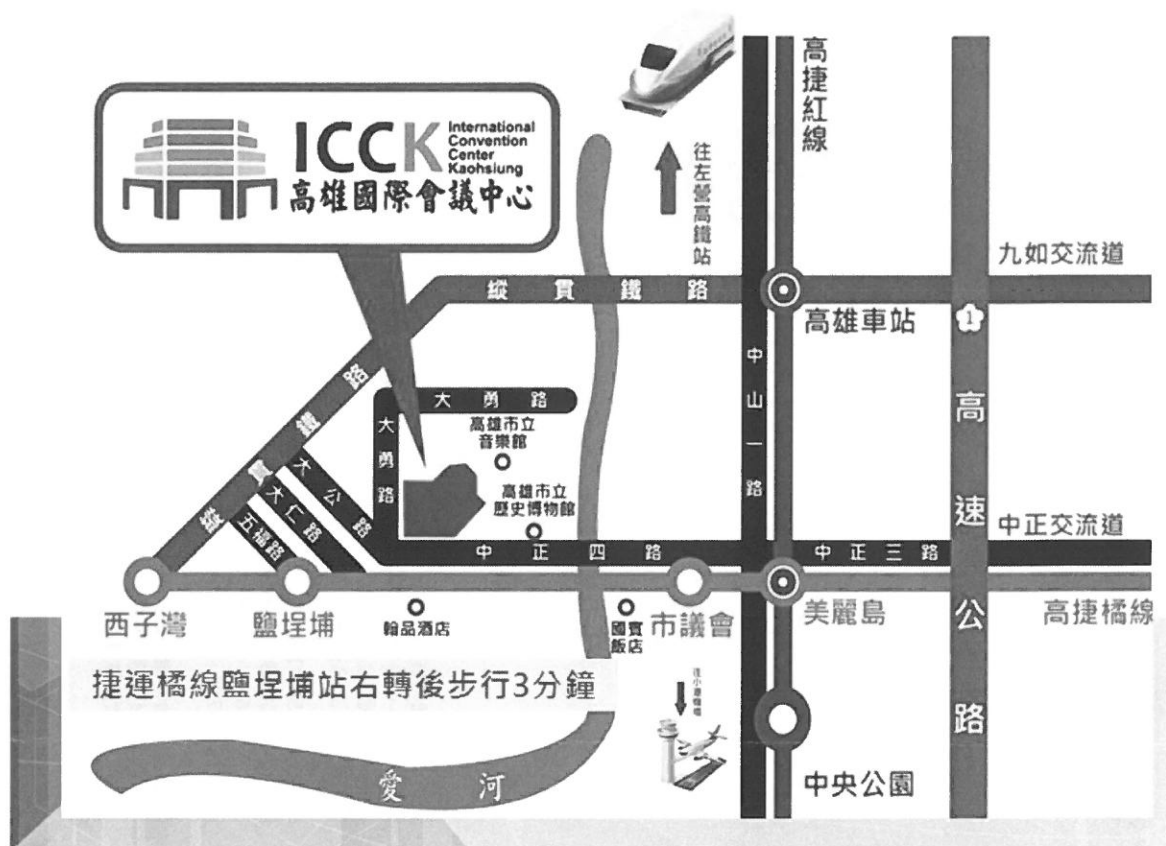 ICCK
International
Convention
Center
Kaohsiung
高雄國際會議中心
往左營高鐵站
高捷紅線
九如交流道
縱貫鐵路
高雄車站
1
縱貫鐵路
中山一路
高速公路
大勇路
大勇路
高雄市立
音樂館
高雄市立
歷史博物館
大公路
大仁路
五福路
中正四路
中正三路
中正交流道
西子灣
鹽埕埔
翰品酒店
國賓
飯店
市議會
美麗島
高捷橘線
捷運橘線鹽埕埔站右轉後步行3分鐘
往小港機場
愛河
中央公園